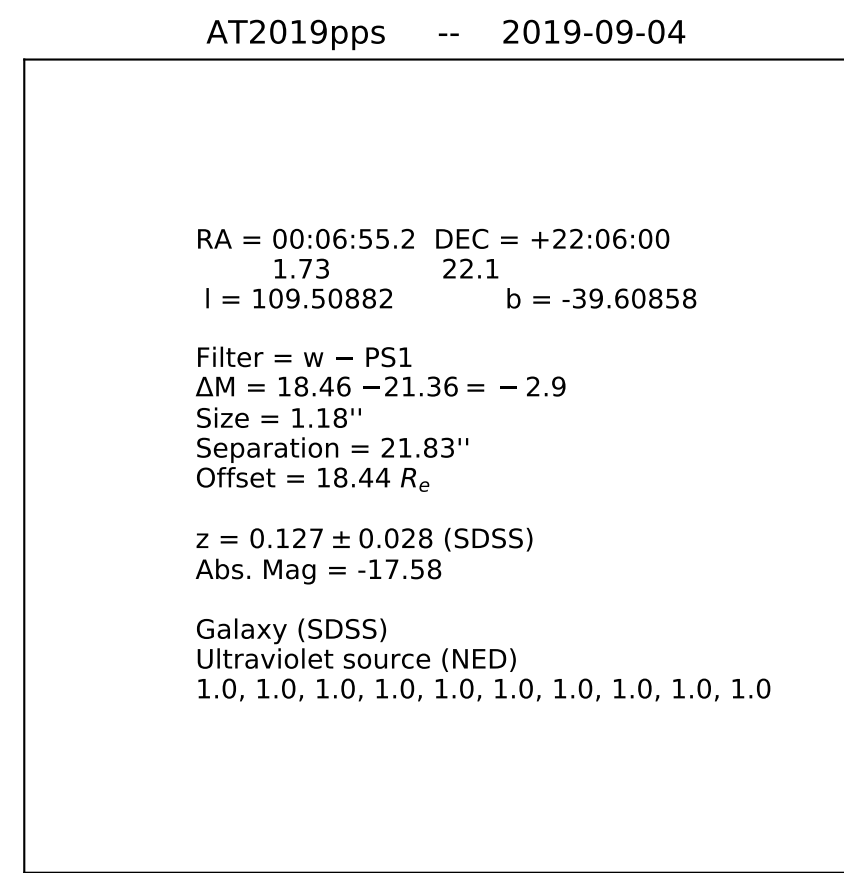 AT2019pps -- 2019-09-04
RA = 00:06:55.2 DEC = +22:06:00
1.73 22.1
l = 109.50882 b = -39.60858
Filter = w − PS1
ΔM = 18.46 −21.36 = − 2.9
Size = 1.18''
Separation = 21.83''
Offset = 18.44 Rₑ
z = 0.127 ± 0.028 (SDSS)
Abs. Mag = -17.58
Galaxy (SDSS)
Ultraviolet source (NED)
1.0, 1.0, 1.0, 1.0, 1.0, 1.0, 1.0, 1.0, 1.0, 1.0